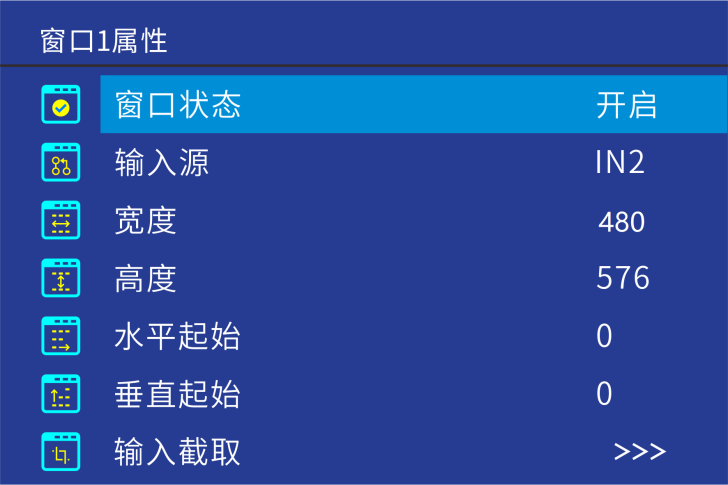 窗口1属性
窗口状态 开启
输入源 IN2
宽度 480
高度 576
水平起始 0
垂直起始 0
输入截取 >>>